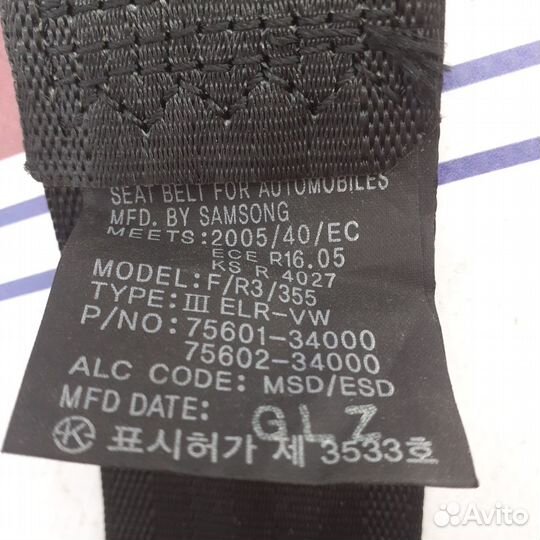 SEAT BELT FOR AUTOMOBILES
MFD. BY SAMSONG
MEETS: 2005/40/EC
ECE R16.05
KS R 4027
MODEL: F/R3/355
TYPE: III ELR-VW
P/NO: 75601-34000
75602-34000
ALC CODE: MSD/ESD
MFD DATE: GLZ
K 표시허가 제 3533호
Avito